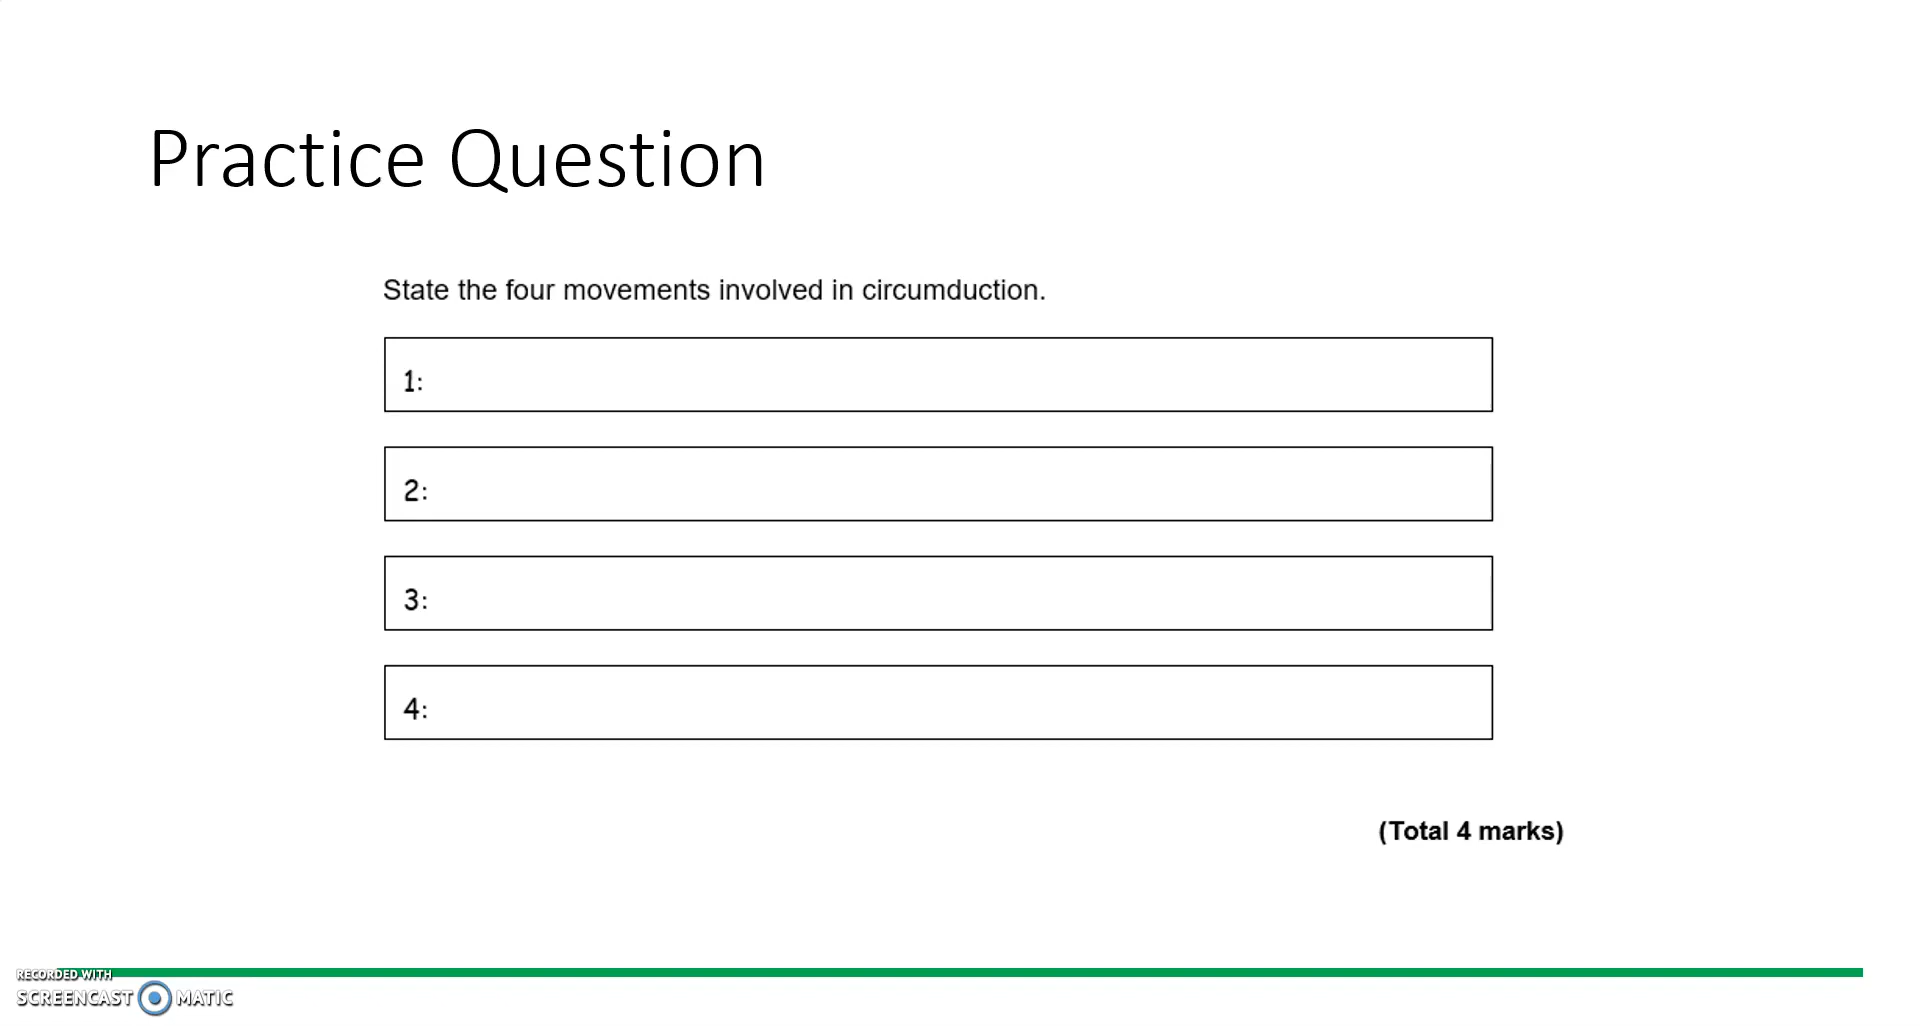 Practice Question
State the four movements involved in circumduction.
1:
2:
3:
4:
(Total 4 marks)
RECORDED WITH
SCREENCAST MATIC